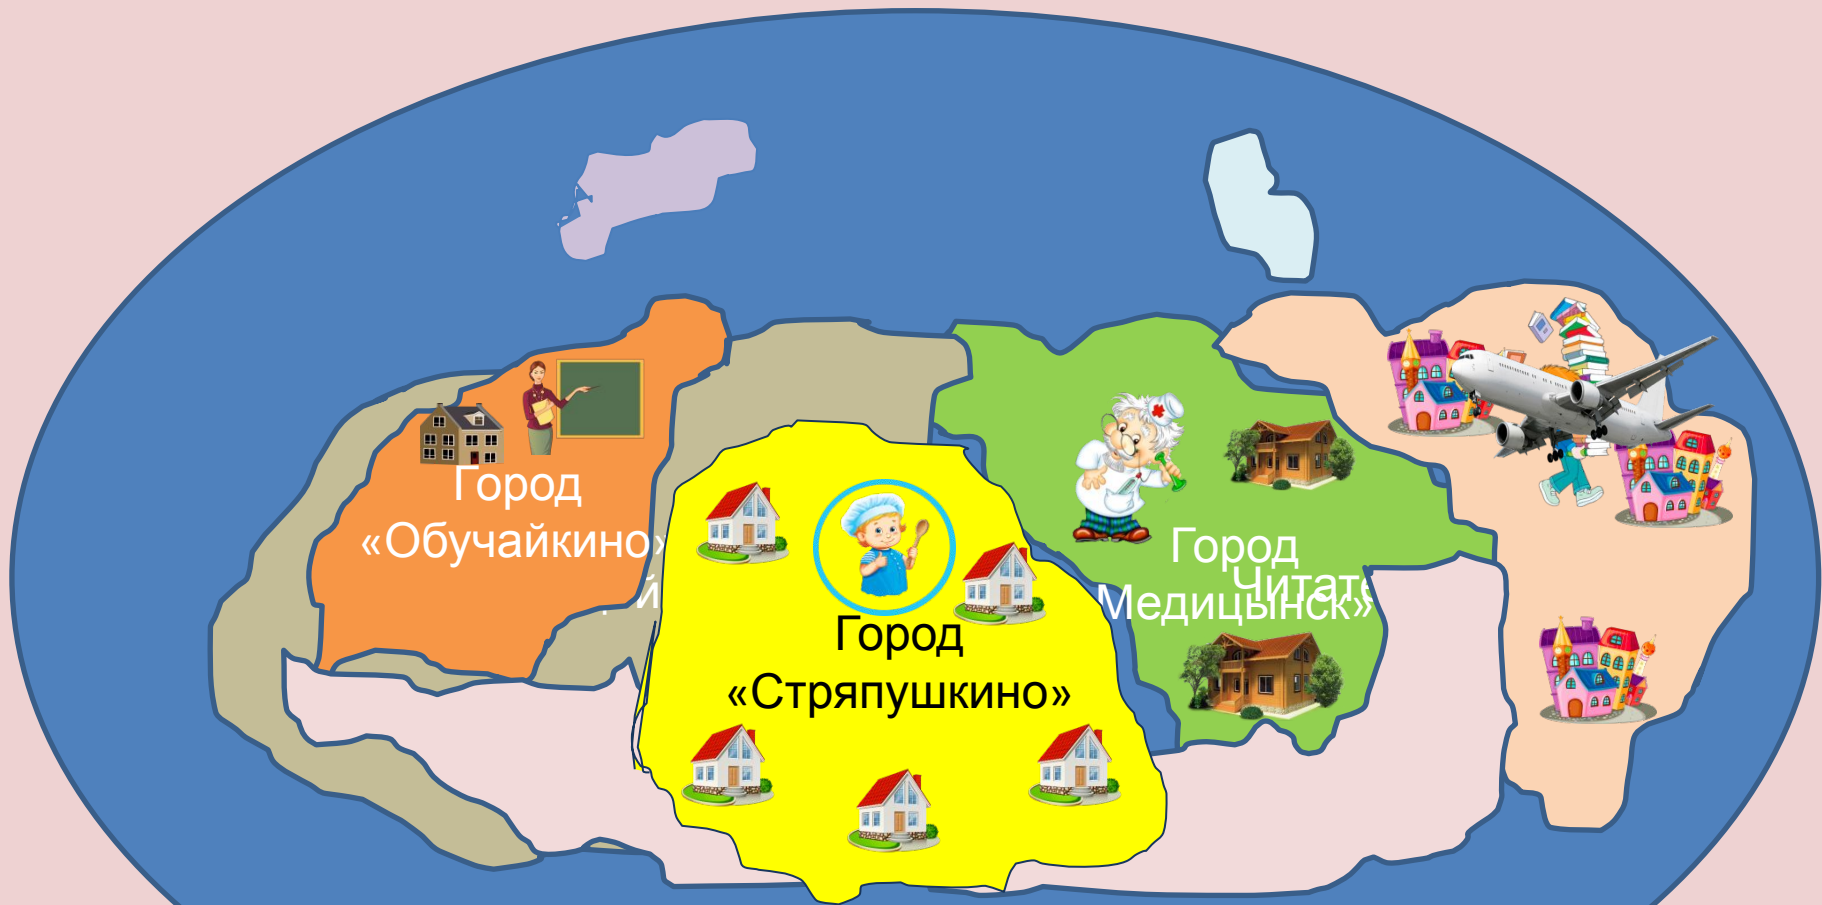 Город
«Обучайкино»
Город
«Стряпушкино»
Город
Медицынск»